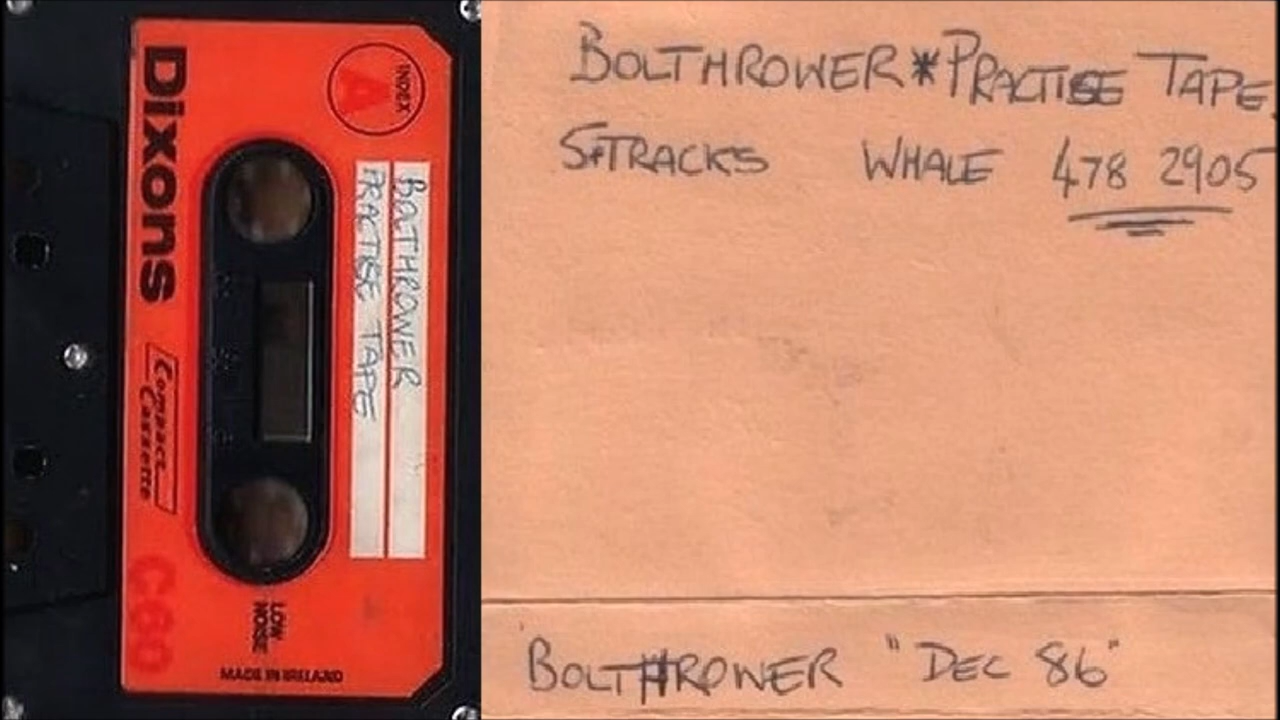 Dixons
Compact
Cassette
C60
INDEX
A
BOLTHROWER
PRACTISE TAPE
LOW
NOISE
MADE IN IRELAND
BOLTHROWER * PRACTISE TAPE.
5 TRACKS WHALE 478 2905
BOLTHROWER "DEC 86"